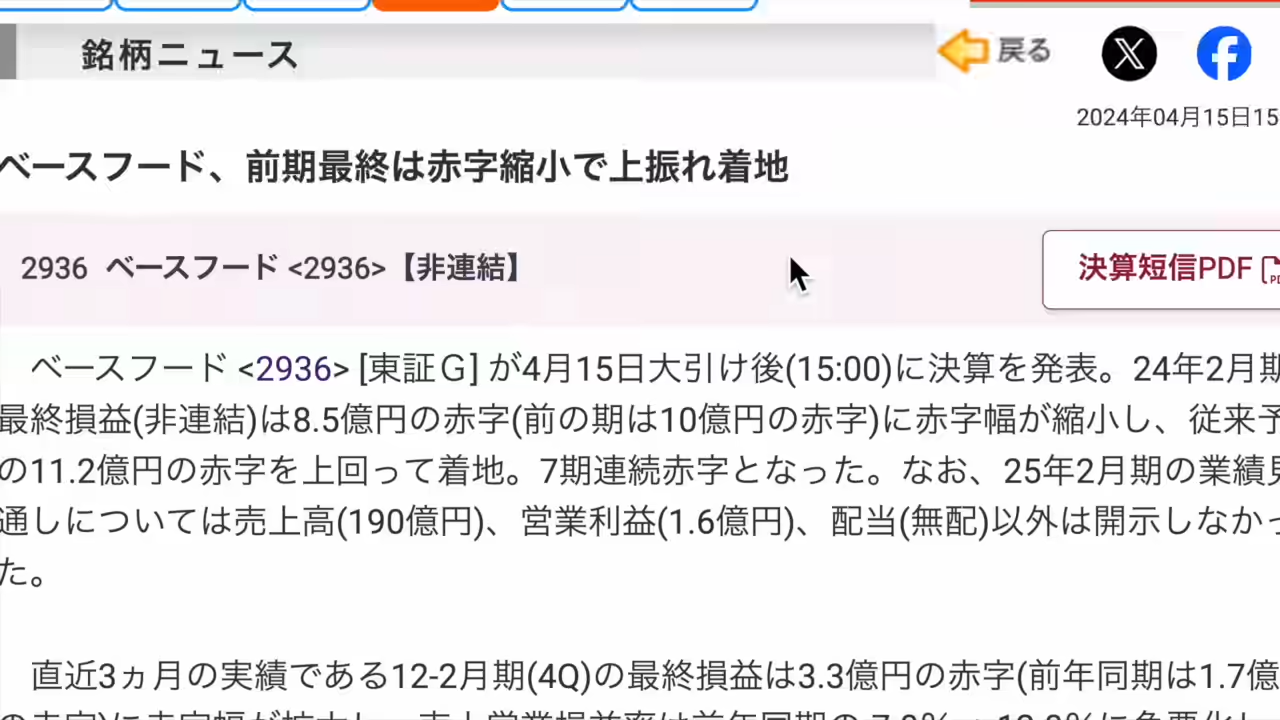 銘柄ニュース
戻る
2024年04月15日15
ベースフード、前期最終は赤字縮小で上振れ着地
2936 ベースフード <2936>【非連結】
決算短信PDF
ベースフード <2936> [東証Ｇ] が4月15日大引け後(15:00)に決算を発表。24年2月期
最終損益(非連結)は8.5億円の赤字(前の期は10億円の赤字)に赤字幅が縮小し、従来予
の11.2億円の赤字を上回って着地。7期連続赤字となった。なお、25年2月期の業績見
通しについては売上高(190億円)、営業利益(1.6億円)、配当(無配)以外は開示しなかっ
た。
直近3ヵ月の実績である12-2月期(4Q)の最終損益は3.3億円の赤字(前年同期は1.7億